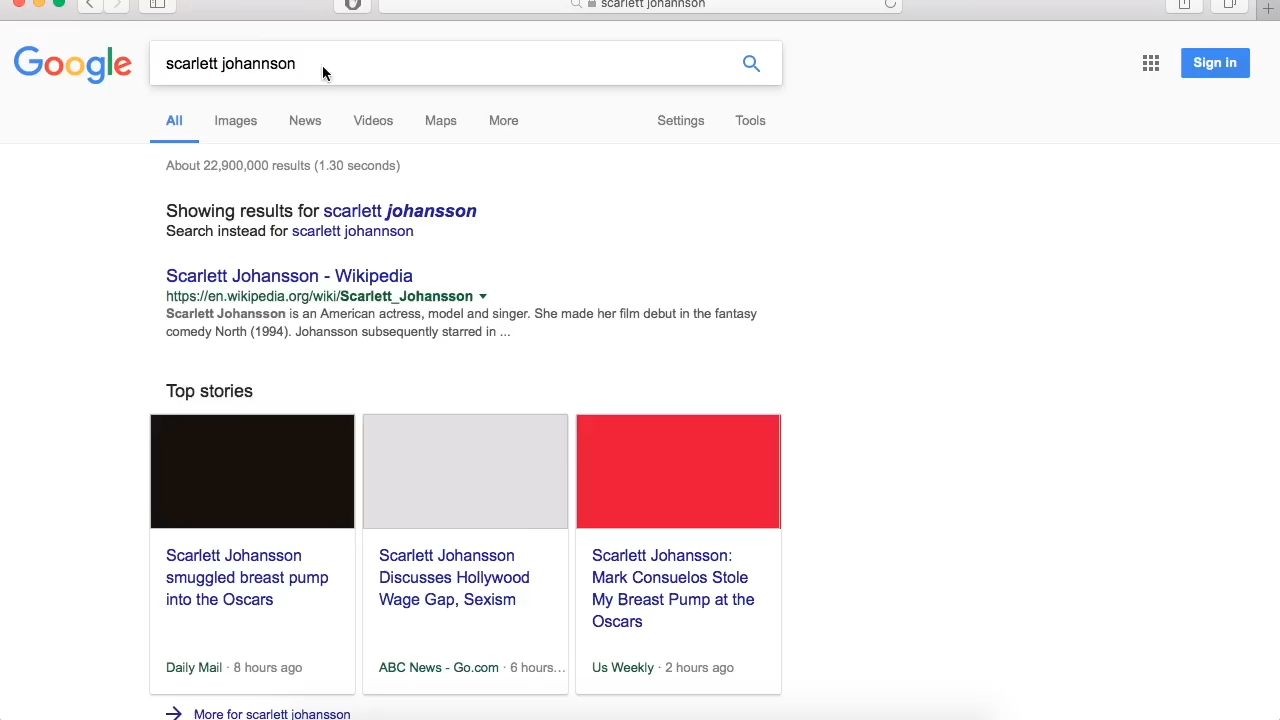 scarlett johannson
Google
scarlett johannson
Sign in
All
Images
News
Videos
Maps
More
Settings
Tools
About 22,900,000 results (1.30 seconds)
Showing results for scarlett johansson
Search instead for scarlett johannson
Scarlett Johansson - Wikipedia
https://en.wikipedia.org/wiki/Scarlett_Johansson
Scarlett Johansson is an American actress, model and singer. She made her film debut in the fantasy
comedy North (1994). Johansson subsequently starred in ...
Top stories
Scarlett Johansson
smuggled breast pump
into the Oscars
Daily Mail · 8 hours ago
Scarlett Johansson
Discusses Hollywood
Wage Gap, Sexism
ABC News - Go.com · 6 hours...
Scarlett Johansson:
Mark Consuelos Stole
My Breast Pump at the
Oscars
Us Weekly · 2 hours ago
More for scarlett johansson